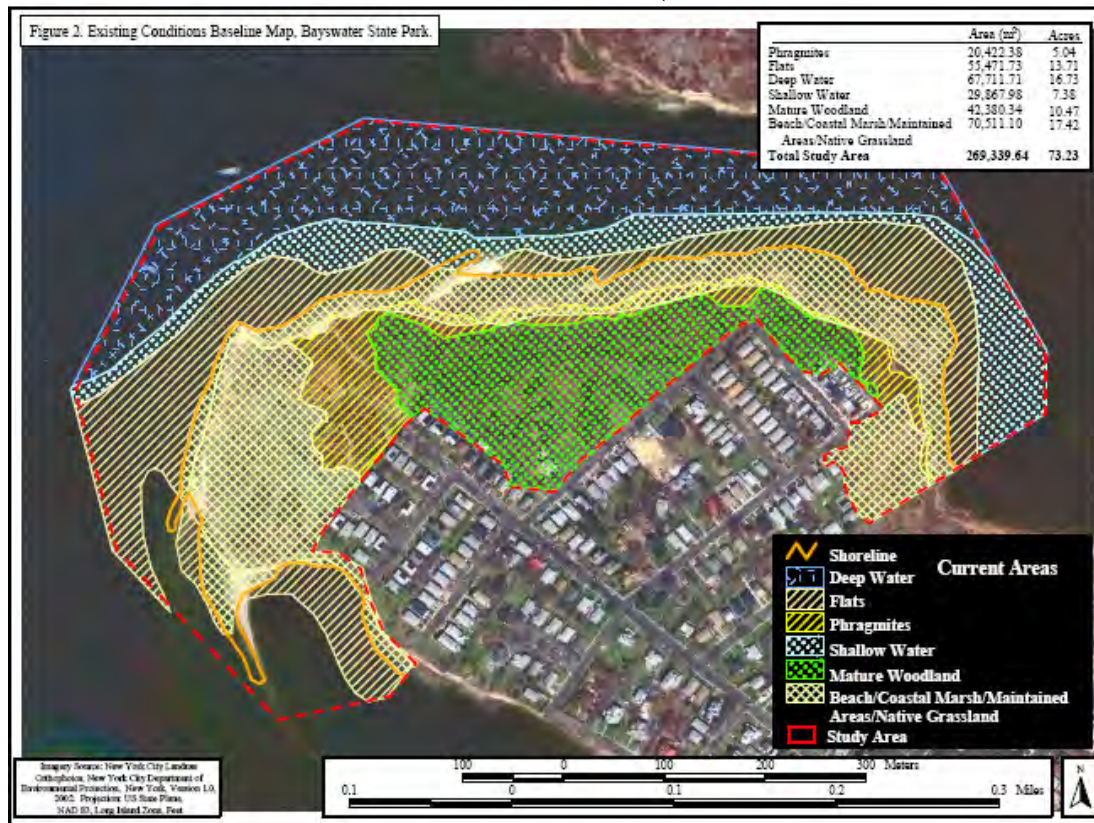 Figure 2. Existing Conditions Baseline Map, Bayswater State Park.
Area (m²) Acres
Phragmites 20,422.38 5.04
Flats 55,471.73 13.71
Deep Water 67,711.71 16.73
Shallow Water 29,867.98 7.38
Mature Woodland 42,380.34 10.47
Beach/Coastal Marsh/Maintained 70,511.10 17.42
Areas/Native Grassland
Total Study Area 269,339.64 73.23
Current Areas
Shoreline
Deep Water
Flats
Phragmites
Shallow Water
Mature Woodland
Beach/Coastal Marsh/Maintained
Areas/Native Grassland
Study Area
Imagery Source: New York City Landbase
Orthophotos, New York City Department of
Environmental Protection, New York, Version 1.0,
2002. Projection: US State Plane,
NAD 83, Long Island Zone, Feet
100 0 100 200 300 Meters
0.1 0 0.1 0.2 0.3 Miles
N